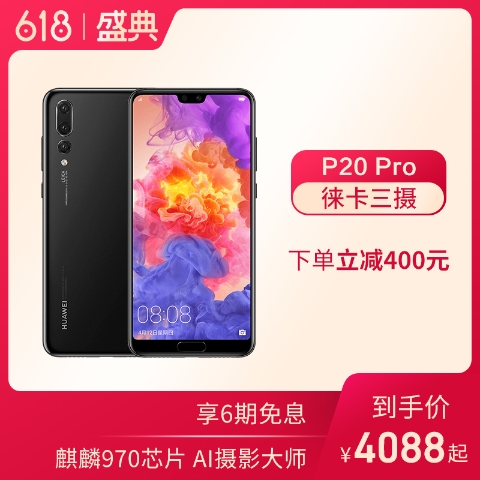 618 盛典
P20 Pro
徕卡三摄
下单立减400元
LEICA
HUAWEI
08:08
享6期免息
麒麟970芯片 AI摄影大师
到手价
¥4088起